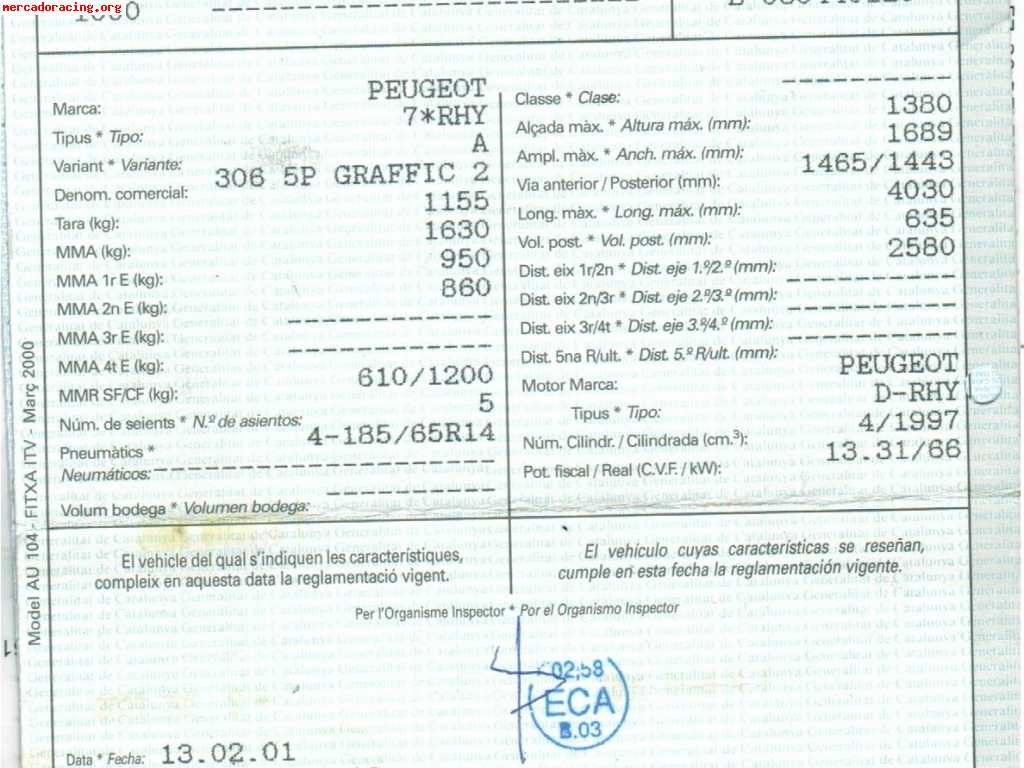 mercadoracing.org
Marca: PEUGEOT
Tipus * Tipo: 7*RHY
Variant * Variante: A
Denom. comercial: 306 5P GRAFFIC 2
Tara (kg): 1155
MMA (kg): 1630
MMA 1r E (kg): 950
MMA 2n E (kg): 860
MMA 3r E (kg): ------------
MMA 4t E (kg): ------------
MMR SF/CF (kg): 610/1200
Núm. de seients * N.º de asientos: 5
Pneumàtics * 4-185/65R14
Neumáticos: ------------------
Volum bodega * Volumen bodega: ----------
Classe * Clase: ----------
Alçada màx. * Altura máx. (mm): 1380
Ampl. màx. * Anch. máx. (mm): 1689
Via anterior / Posterior (mm): 1465/1443
Long. màx. * Long. máx. (mm): 4030
Vol. post. * Vol. post. (mm): 635
Dist. eix 1r/2n * Dist. eje 1.º/2.º (mm): 2580
Dist. eix 2n/3r * Dist. eje 2.º/3.º (mm): ----------
Dist. eix 3r/4t * Dist. eje 3.º/4.º (mm): ----------
Dist. 5na R/ult. * Dist. 5.ª R/ult. (mm): ----------
Motor Marca: PEUGEOT
Tipus * Tipo: D-RHY
Núm. Cilindr. / Cilindrada (cm.³): 4/1997
Pot. fiscal / Real (C.V.F. / kW): 13.31/66
El vehicle del qual s'indiquen les característiques,
compleix en aquesta data la reglamentació vigent.
El vehículo cuyas características se reseñan,
cumple en esta fecha la reglamentación vigente.
Per l'Organisme Inspector * Por el Organismo Inspector
02;58
ECA
B.03
Data * Fecha: 13.02.01
Model AU 104 - FITXA ITV Març 2000